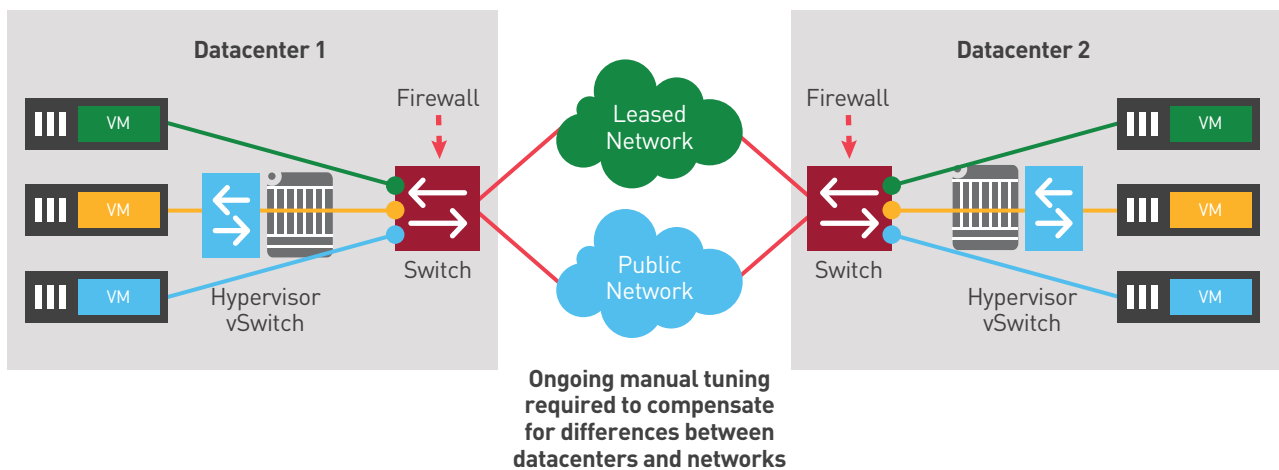 Datacenter 1
Firewall
VM
VM
VM
Hypervisor
vSwitch
Switch
Leased
Network
Public
Network
Ongoing manual tuning
required to compensate
for differences between
datacenters and networks
Datacenter 2
Firewall
Switch
Hypervisor
vSwitch
VM
VM
VM